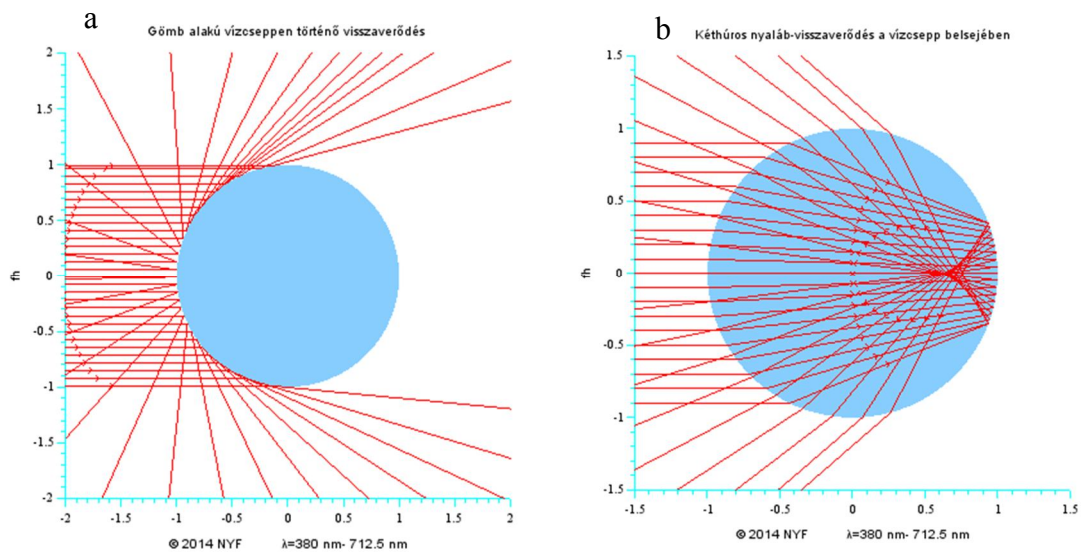 a
Gömb alakú vízcseppen történő visszaverődés
2
1.5
1
0.5
0
-0.5
-1
-1.5
-2
fh
-2 -1.5 -1 -0.5 0 0.5 1 1.5 2
© 2014 NYF λ=380 nm- 712.5 nm
b
Kéthúros nyaláb-visszaverődés a vízcsepp belsejében
1.5
1
0.5
0
-0.5
-1
-1.5
fh
-1.5 -1 -0.5 0 0.5 1 1.5
© 2014 NYF λ=380 nm- 712.5 nm